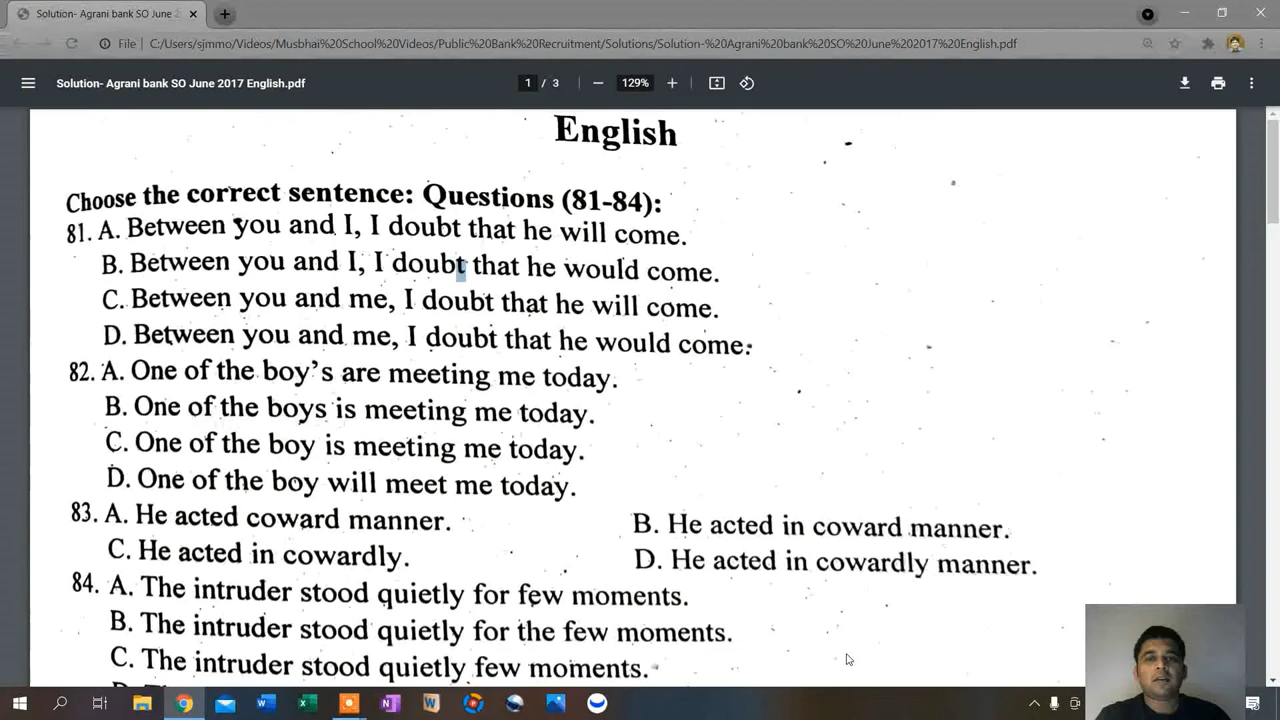 Solution- Agrani bank SO June 2
File C:/Users/sjmmo/Videos/Musbhai%20School%20Videos/Public%20Bank%20Recruitment/Solutions/Solution-%20Agrani%20bank%20SO%20June%202017%20English.pdf
Solution- Agrani bank SO June 2017 English.pdf 1 / 3 129%
English
Choose the correct sentence: Questions (81-84):
81. A. Between you and I, I doubt that he will come.
B. Between you and I, I doubt that he would come.
C. Between you and me, I doubt that he will come.
D. Between you and me, I doubt that he would come.
82. A. One of the boy's are meeting me today.
B. One of the boys is meeting me today.
C. One of the boy is meeting me today.
D. One of the boy will meet me today.
83. A. He acted coward manner. B. He acted in coward manner.
C. He acted in cowardly. D. He acted in cowardly manner.
84. A. The intruder stood quietly for few moments.
B. The intruder stood quietly for the few moments.
C. The intruder stood quietly few moments.